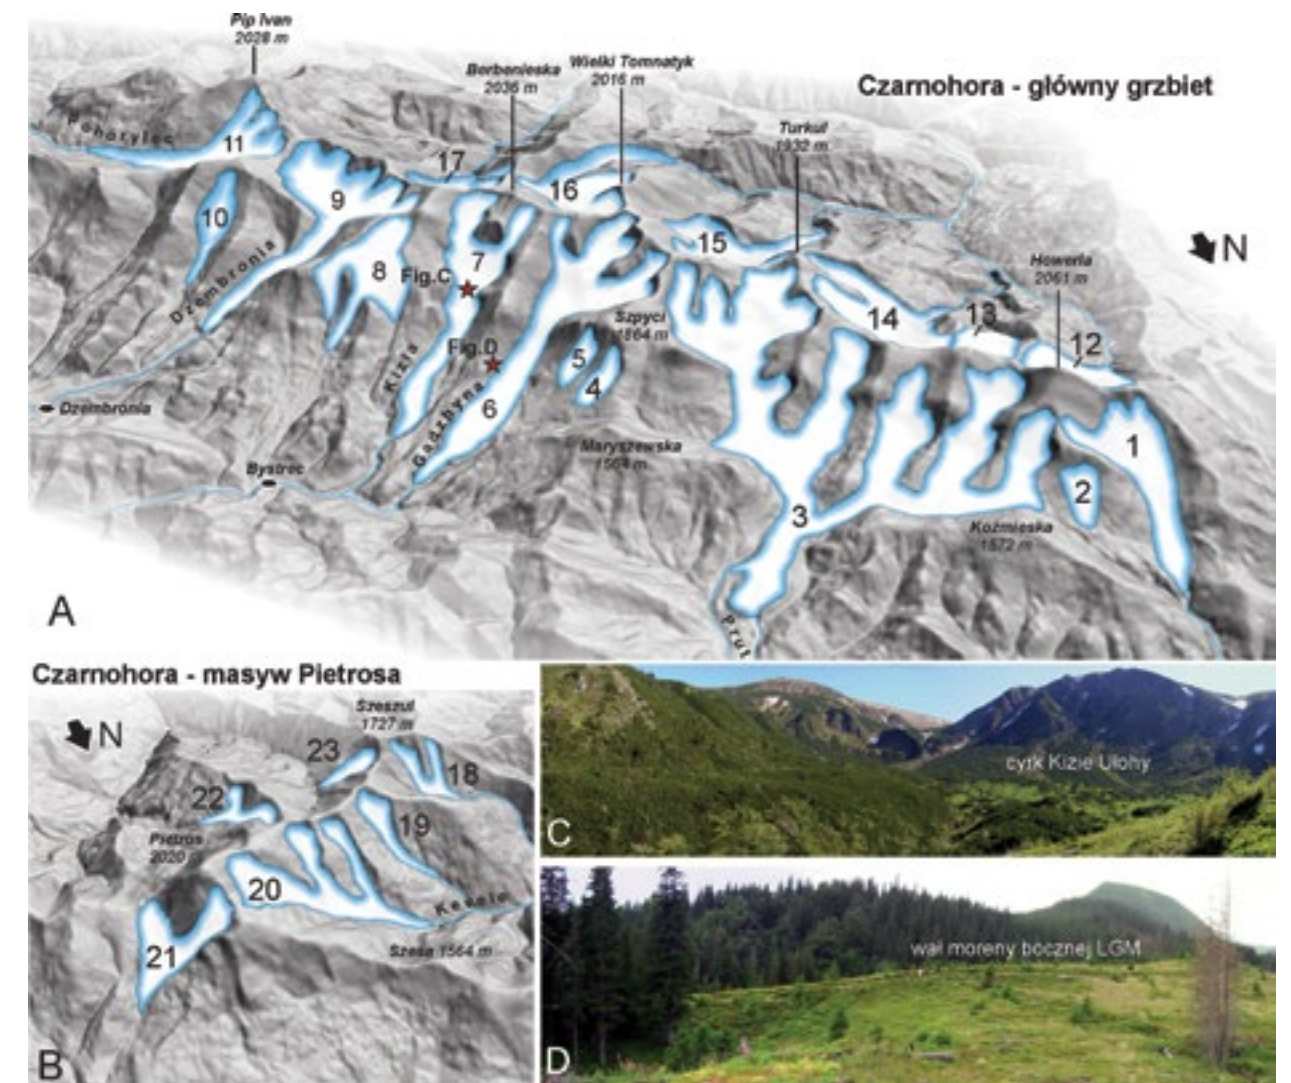 Pip Ivan
2028 m
Berbenieska
2036 m
Wielki Tomnatyk
2016 m
Czarnohora - główny grzbiet
Turkuł
1932 m
Pohorylec
11
17
16
9
10
15
N
Howerla
2061 m
Dzembronia
8
7
Fig.C
Szpyci
1864 m
14
13
12
Fig.D
5
4
Kizia
Gadzhyna
6
Dzembronia
Maryszewska
1564 m
1
Bystrec
2
3
Koźmieska
1572 m
A
Prut
Czarnohora - masyw Pietrosa
Szeszul
1727 m
N
23
18
22
19
Pietros
2020 m
20
Kevele
21
Szesa 1564 m
B
cyrk Kizie Ułohy
C
wał moreny bocznej LGM
D